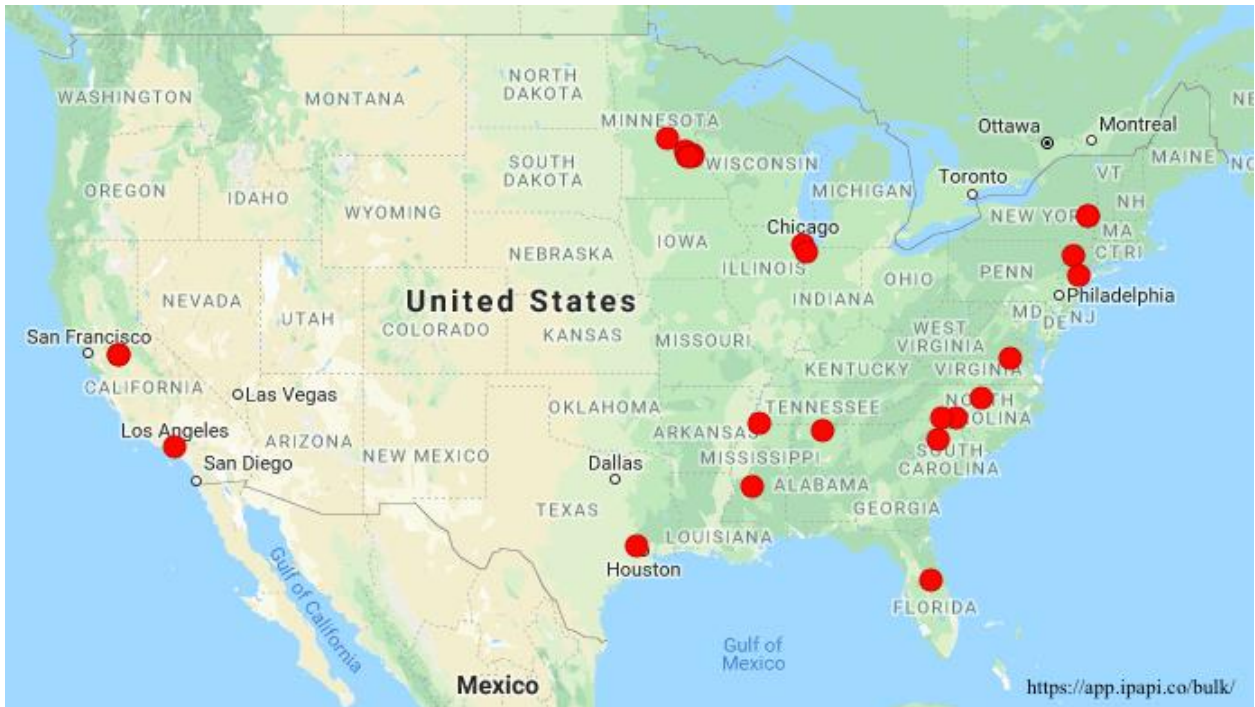 WASHINGTON
MONTANA
NORTH
DAKOTA
MINNESOTA
Ottawa
Montreal
MAINE
OREGON
IDAHO
SOUTH
DAKOTA
WISCONSIN
MICHIGAN
Toronto
VT
NH
WYOMING
NEW YOR
MA
Chicago
IOWA
NEBRASKA
ILLINOIS
INDIANA
OHIO
PENN
CT RI
NEVADA
UTAH
United States
COLORADO
KANSAS
MISSOURI
Philadelphia
MD
DE
NJ
WEST
VIRGINIA
San Francisco
CALIFORNIA
KENTUCKY
VIRGINIA
Las Vegas
OKLAHOMA
TENNESSEE
NORTH
OLINA
Los Angeles
ARIZONA
NEW MEXICO
ARKANSAS
San Diego
Dallas
MISSISSIPPI
SOUTH
CAROLINA
ALABAMA
TEXAS
GEORGIA
LOUISIANA
Houston
Gulf of California
FLORIDA
Gulf of
Mexico
Mexico
https://app.ipapi.co/bulk/